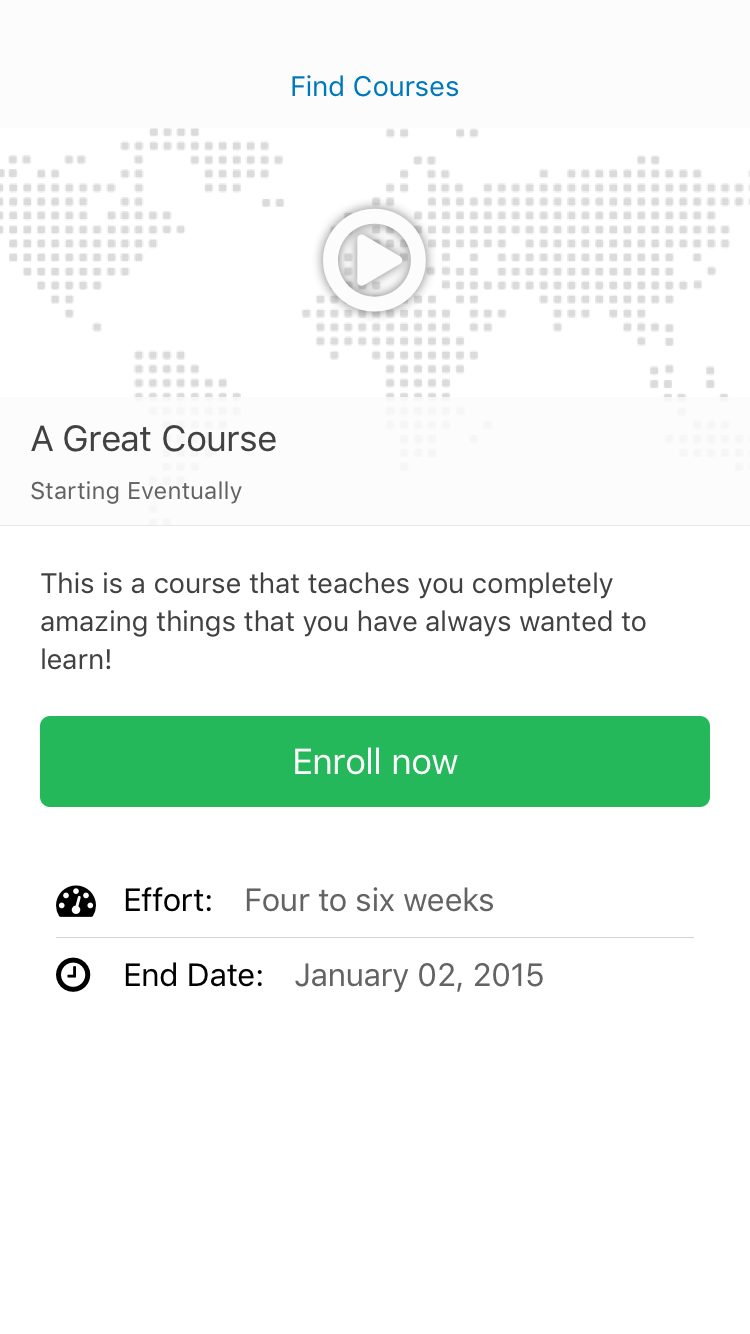 Find Courses
A Great Course
Starting Eventually
This is a course that teaches you completely
amazing things that you have always wanted to
learn!
Enroll now
Effort: Four to six weeks
End Date: January 02, 2015